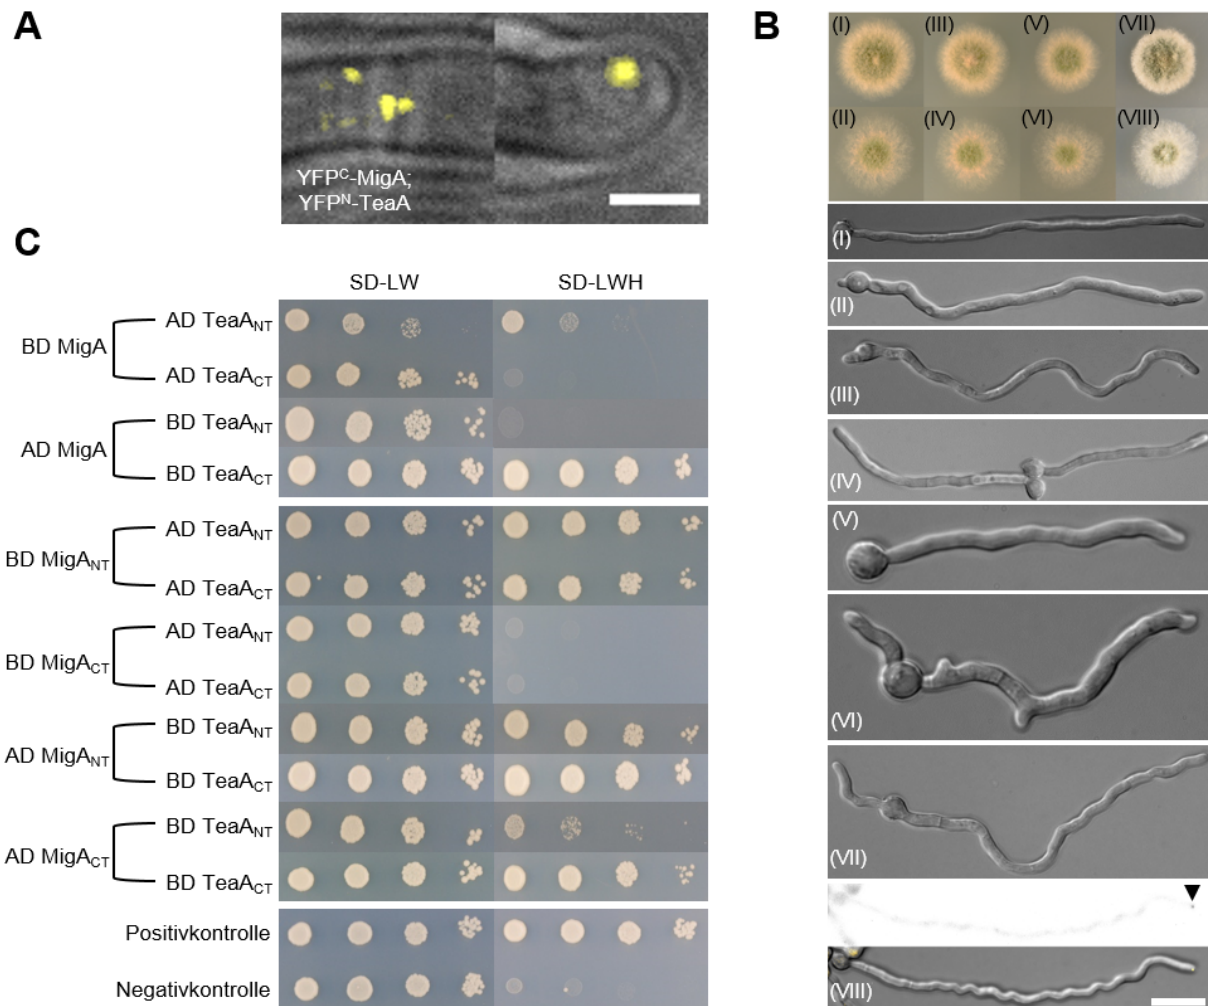 A
YFPC-MigA;
YFPN-TeaA
B
(I) (III) (V) (VII)
(II) (IV) (VI) (VIII)
(I)
(II)
(III)
(IV)
(V)
(VI)
(VII)
(VIII)
C
SD-LW SD-LWH
BD MigA
AD TeaANT
AD TeaACT
AD MigA
BD TeaANT
BD TeaACT
BD MigANT
AD TeaANT
AD TeaACT
BD MigACT
AD TeaANT
AD TeaACT
AD MigANT
BD TeaANT
BD TeaACT
AD MigACT
BD TeaANT
BD TeaACT
Positivkontrolle
Negativkontrolle